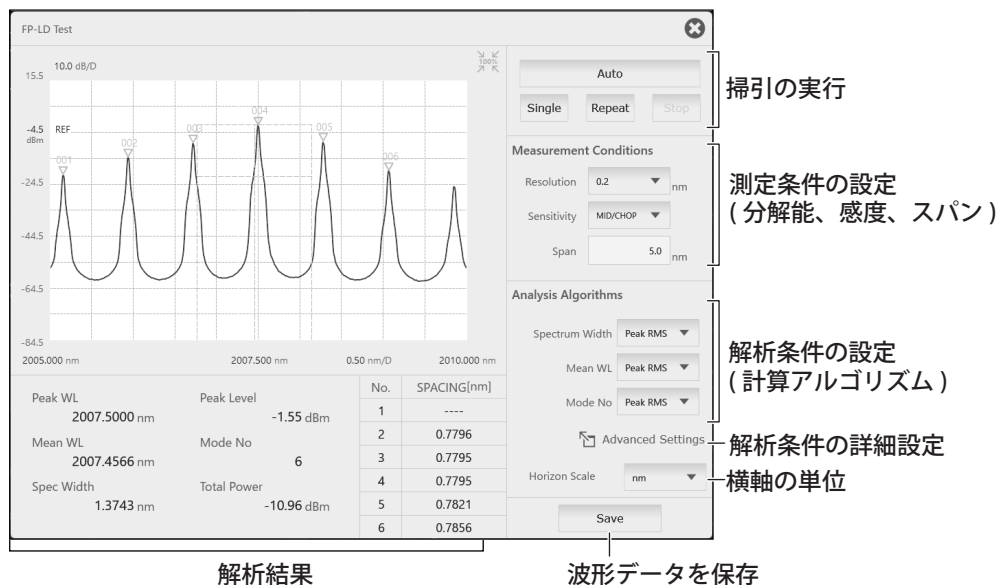 FP-LD Test
10.0 dB/D
100%
15.5
-4.5
dBm
REF
-24.5
-44.5
-64.5
-84.5
001
002
003
004
005
006
2005.000 nm
2007.500 nm
0.50 nm/D
2010.000 nm
Peak WL
2007.5000 nm
Peak Level
-1.55 dBm
Mean WL
2007.4566 nm
Mode No
6
Spec Width
1.3743 nm
Total Power
-10.96 dBm
No. SPACING[nm]
1 ----
2 0.7796
3 0.7795
4 0.7795
5 0.7821
6 0.7856
解析結果
Auto
Single Repeat Stop
掃引の実行
Measurement Conditions
Resolution 0.2 nm
Sensitivity MID/CHOP
Span 5.0 nm
測定条件の設定
( 分解能、感度、スパン )
Analysis Algorithms
Spectrum Width Peak RMS
Mean WL Peak RMS
Mode No Peak RMS
解析条件の設定
( 計算アルゴリズム )
Advanced Settings
解析条件の詳細設定
Horizon Scale nm
横軸の単位
Save
波形データを保存